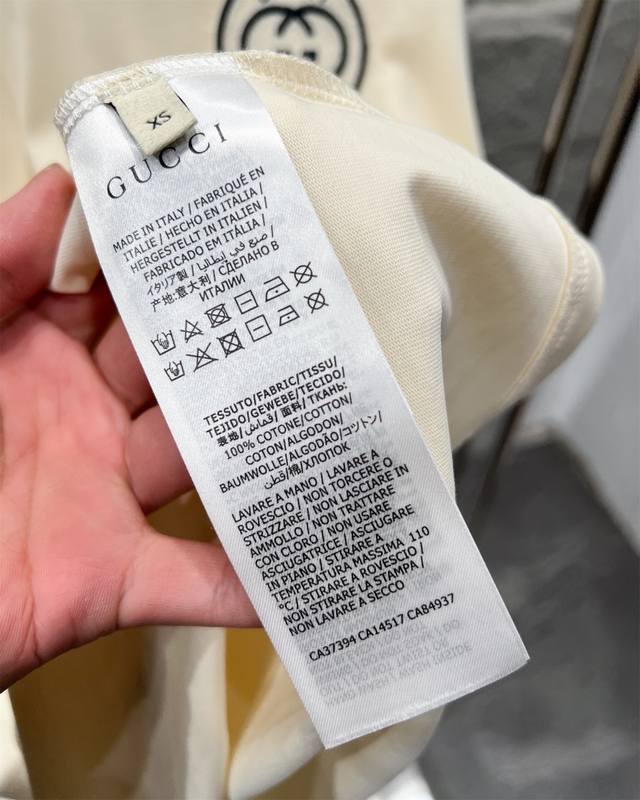 XS
GUCCI
MADE IN ITALY / FABRIQUÉ EN
ITALIE / HECHO EN ITALIA /
HERGESTELLT IN ITALIEN /
FABRICADO EM ITÁLIA /
イタリア製 / صنع في إيطاليا /
产地:意大利 / СДЕЛАНО В
ИТАЛИИ
TESSUTO/FABRIC/TISSU/
TEJIDO/GEWEBE/TECIDO/
表地/قماش/面料/ТКАНЬ:
100% COTONE/COTTON/
COTON/ALGODON/
BAUMWOLLE/ALGODÃO/コットン/
قطن/棉/ХЛОПОК
LAVARE A MANO / LAVARE A
ROVESCIO / NON TORCERE O
STRIZZARE / NON LASCIARE IN
AMMOLLO / NON TRATTARE
CON CLORO / NON USARE
ASCIUGATRICE / ASCIUGARE
IN PIANO / STIRARE A
TEMPERATURA MASSIMA 110
°C / STIRARE A ROVESCIO /
NON STIRARE LA STAMPA /
NON LAVARE A SECCO
CA37394 CA14517 CA84937